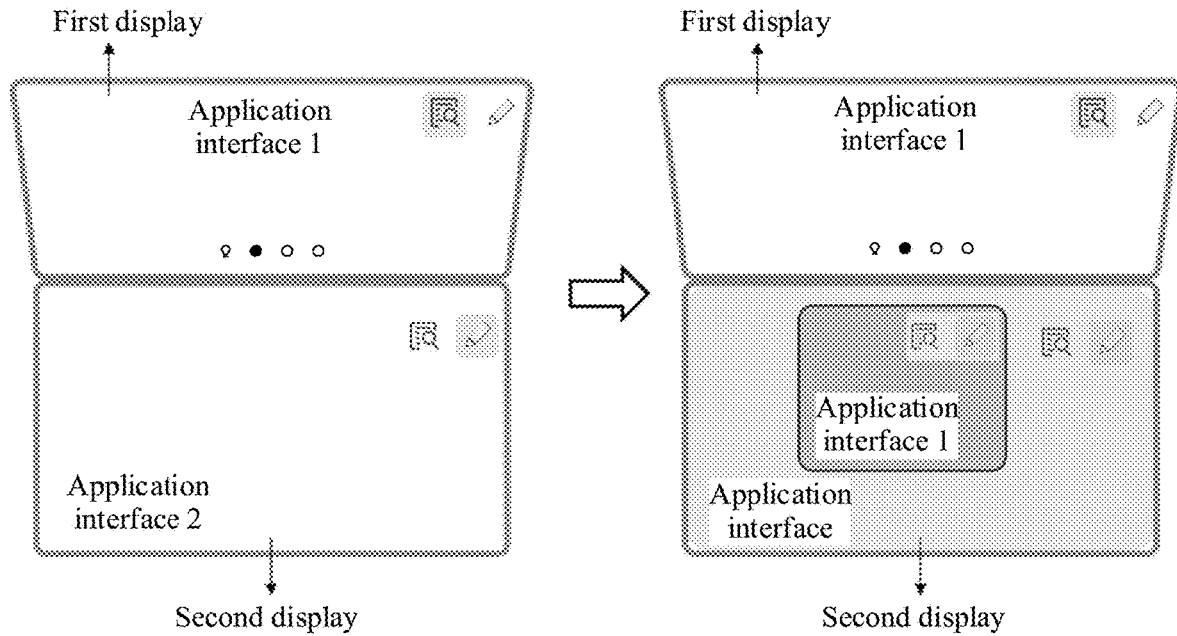 First display
Application
interface 1
Application
interface 2
Second display
First display
Application
interface 1
Application
interface 1
Application
interface
Second display